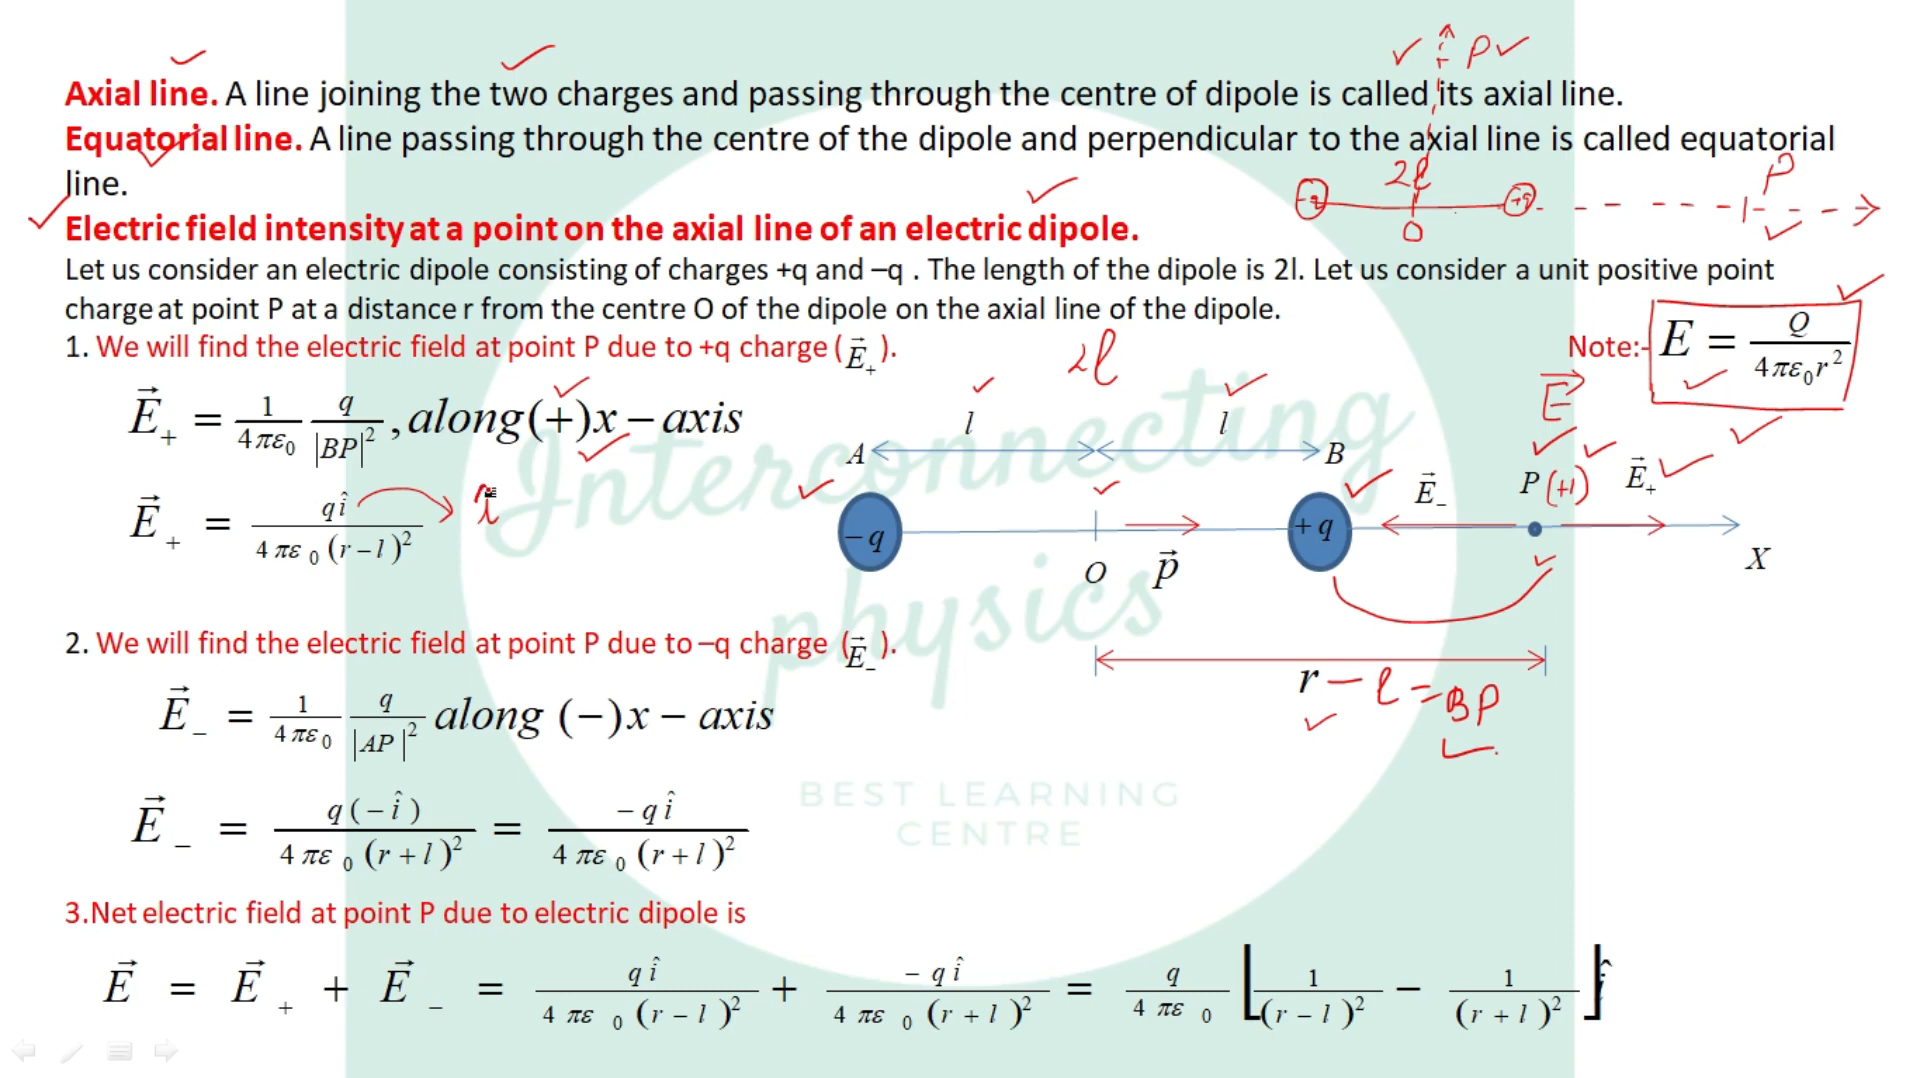 Axial line. A line joining the two charges and passing through the centre of dipole is called its axial line.
Equatorial line. A line passing through the centre of the dipole and perpendicular to the axial line is called equatorial
line.
Electric field intensity at a point on the axial line of an electric dipole.
Let us consider an electric dipole consisting of charges +q and –q . The length of the dipole is 2l. Let us consider a unit positive point
charge at point P at a distance r from the centre O of the dipole on the axial line of the dipole.
P
2l
-q
+q
O
P
1. We will find the electric field at point P due to +q charge ( E⃗₊ ).
Note:- E = Q / 4πε₀r²
E⃗₊ = 1/4πε₀ q/|BP|² , along(+)x – axis
E⃗₊ = qî / 4πε₀(r – l)²
î
2l
l
l
A
B
E⃗
E⃗₋
P (+1)
E⃗₊
– q
+ q
O
p⃗
X
r – l = BP
2. We will find the electric field at point P due to –q charge ( E⃗₋ ).
E⃗₋ = 1/4πε₀ q/|AP|² along (–)x – axis
E⃗₋ = q(–î) / 4πε₀(r + l)² = – qî / 4πε₀(r + l)²
3.Net electric field at point P due to electric dipole is
E⃗ = E⃗₊ + E⃗₋ = qî / 4πε₀(r – l)² + – qî / 4πε₀(r + l)² = q / 4πε₀ [ 1/(r – l)² – 1/(r + l)² ] î
Interconnecting
physics
BEST LEARNING
CENTRE